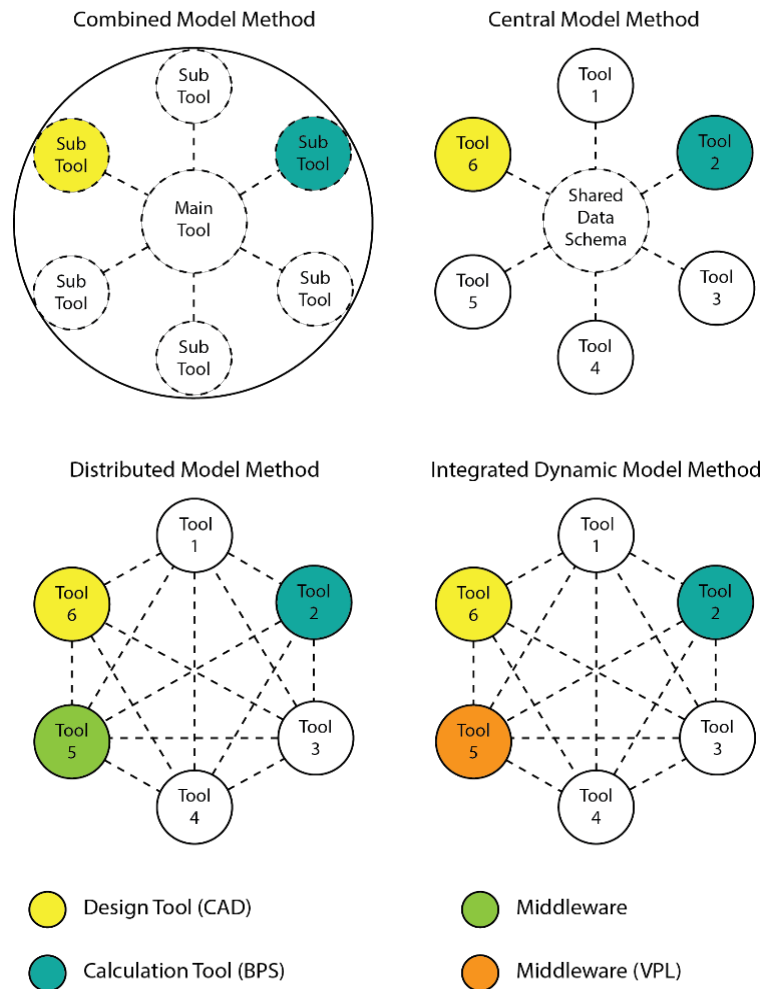 Combined Model Method
Central Model Method
Sub
Tool
Sub
Tool
Sub
Tool
Main
Tool
Sub
Tool
Sub
Tool
Sub
Tool
Tool
1
Tool
6
Tool
2
Shared
Data
Schema
Tool
5
Tool
3
Tool
4
Distributed Model Method
Integrated Dynamic Model Method
Tool
1
Tool
6
Tool
2
Tool
5
Tool
3
Tool
4
Tool
1
Tool
6
Tool
2
Tool
5
Tool
3
Tool
4
Design Tool (CAD)
Middleware
Calculation Tool (BPS)
Middleware (VPL)